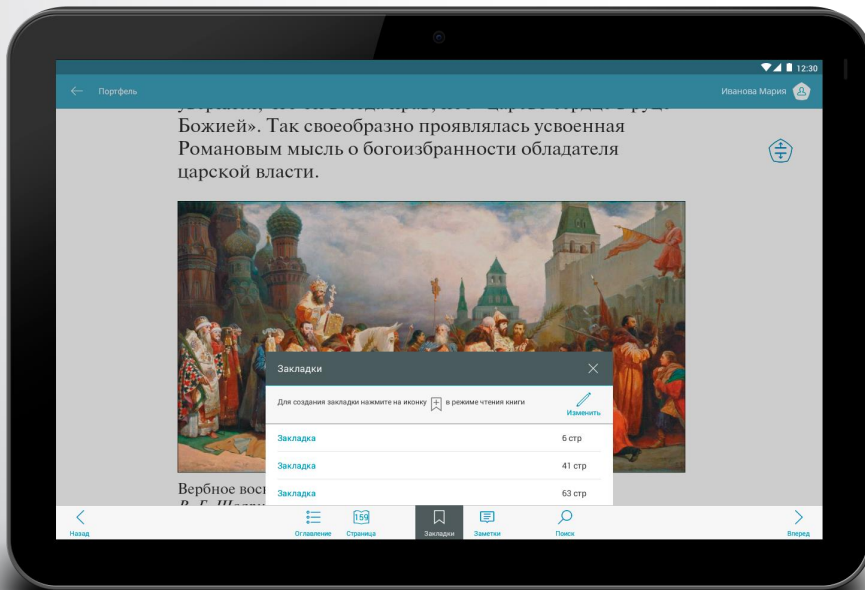 12:30
Портфель
Иванова Мария
Божией». Так своеобразно проявлялась усвоенная
Романовым мысль о богоизбранности обладателя
царской власти.
Закладки
Для создания закладки нажмите на иконку в режиме чтения книги
Изменить
Закладка 6 стр
Закладка 41 стр
Закладка 63 стр
Вербное
Назад
Оглавление
159
Страница
Закладки
Заметки
Поиск
Вперед